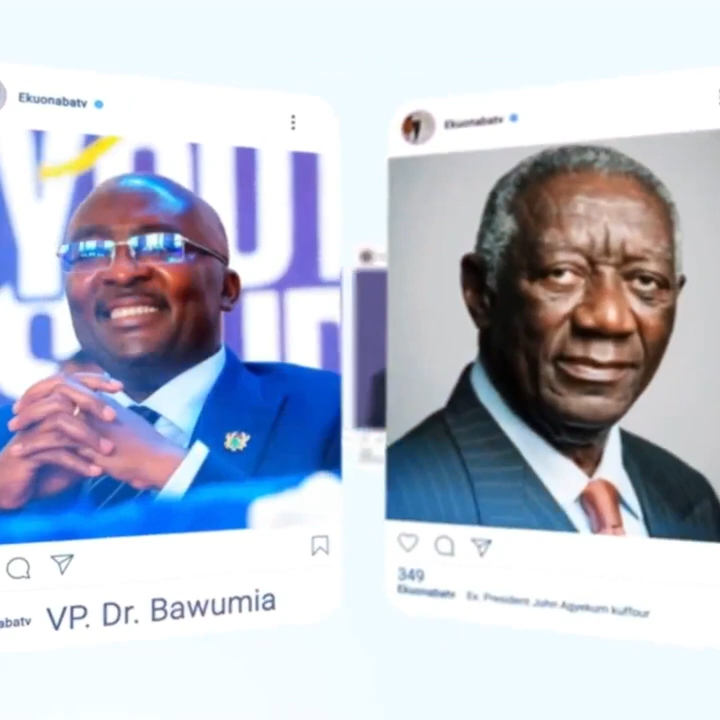 Ekuonabatv
VP. Dr. Bawumia
Ekuonabatv
349
Ekuonabatv Ex. President John Agyekum kuffour